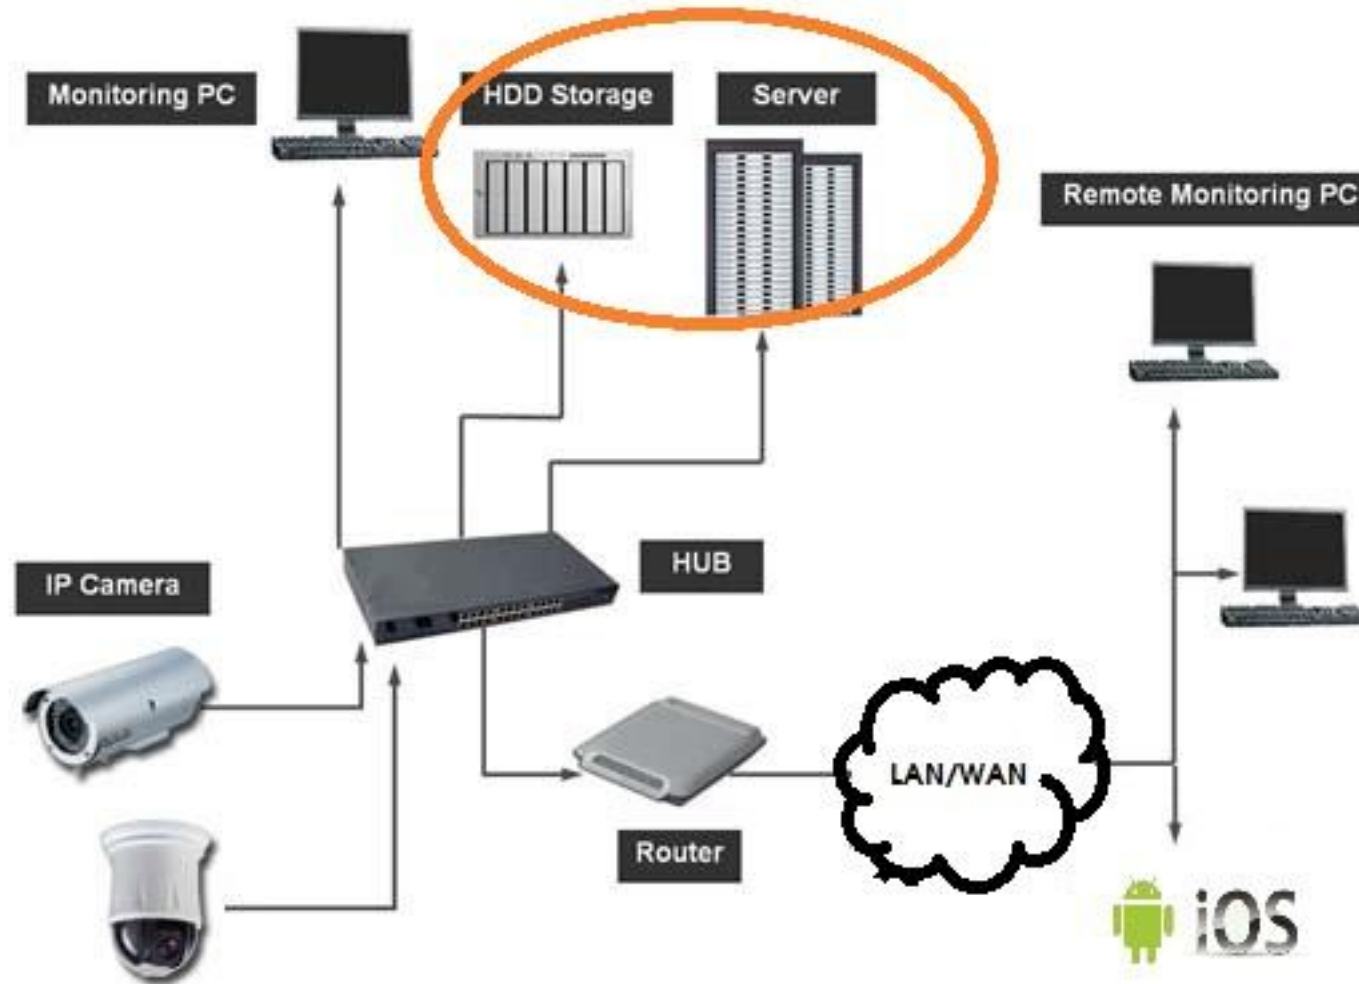 Monitoring PC
HDD Storage
Server
Remote Monitoring PC
HUB
IP Camera
LAN/WAN
Router
iOS